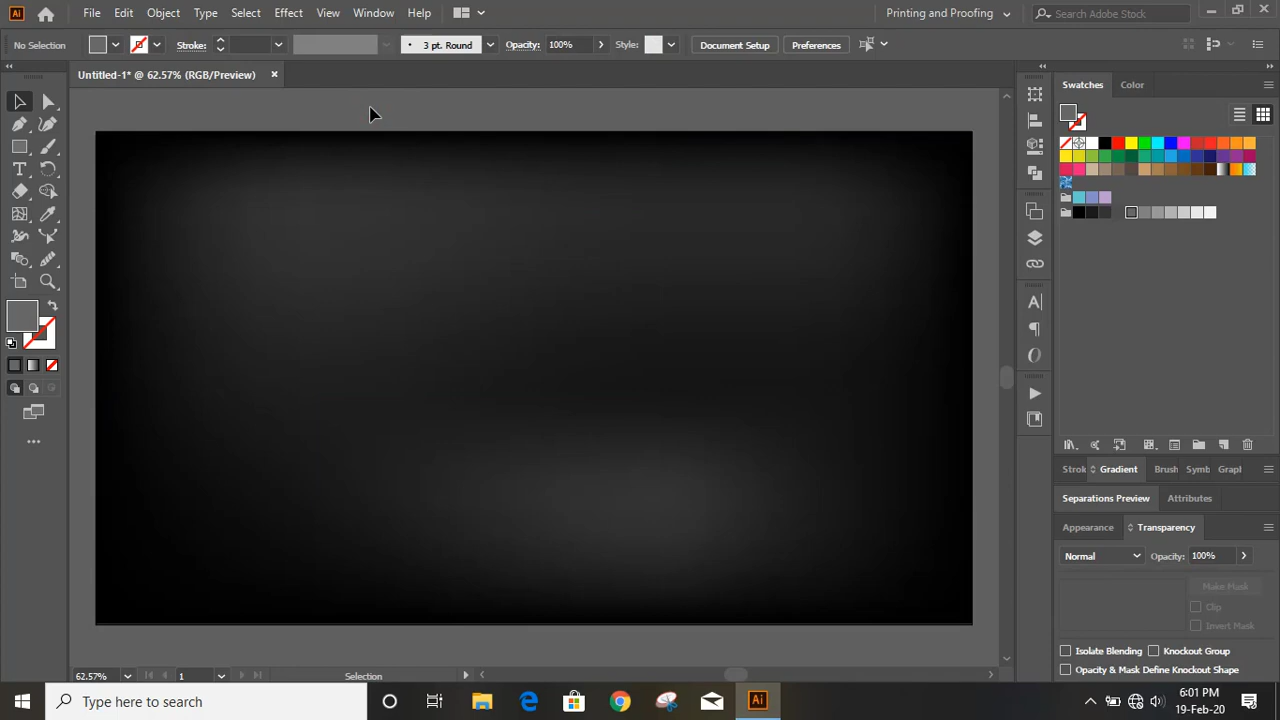 Ai File Edit Object Type Select Effect View Window Help Printing and Proofing Search Adobe Stock
No Selection Stroke: 3 pt. Round Opacity: 100% Style: Document Setup Preferences
Untitled-1* @ 62.57% (RGB/Preview)
Swatches Color
Strok Gradient Brush Symb Graph
Separations Preview Attributes
Appearance Transparency
Normal Opacity: 100%
Make Mask
Clip
Invert Mask
Isolate Blending Knockout Group
Opacity & Mask Define Knockout Shape
62.57% 1 Selection
Type here to search Ai
6:01 PM
19-Feb-20